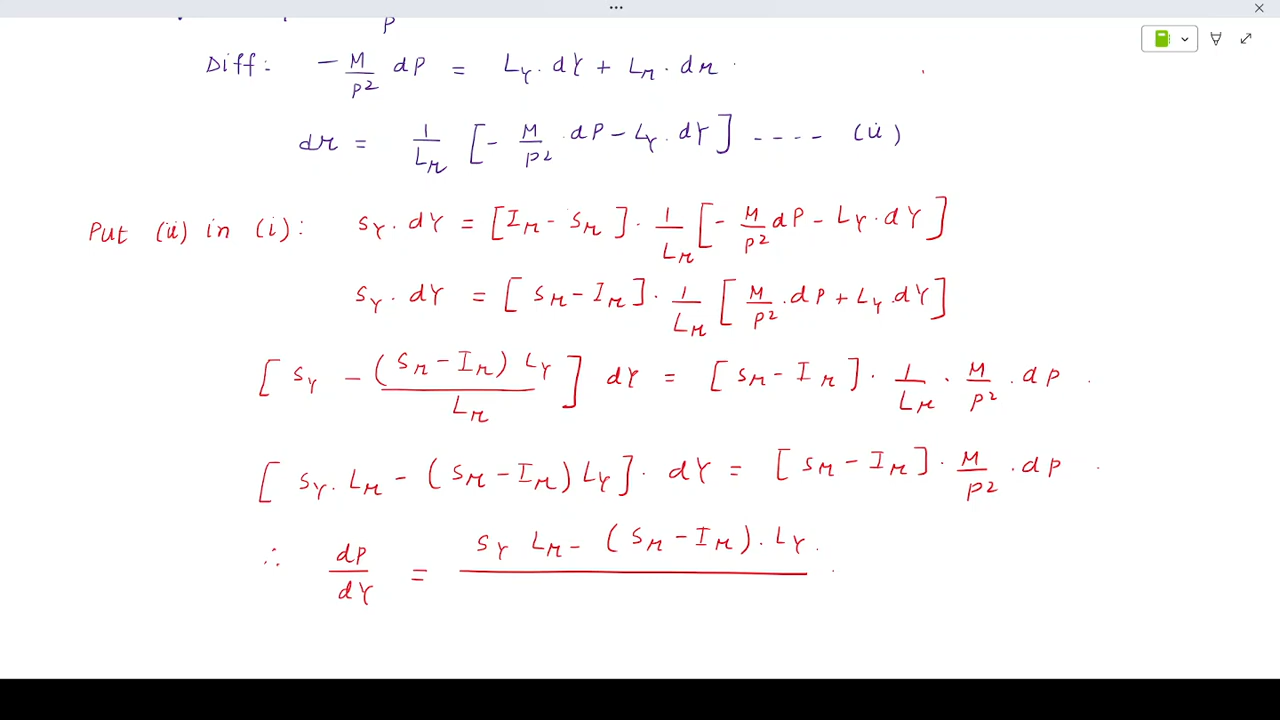 P
Diff: − M/P² dP = L_Y . dY + L_r . dr
dr = 1/L_r [ − M/P² . dP − L_Y . dY ] ---- (ii)
Put (ii) in (i): S_Y . dY = [ I_r − S_r ] . 1/L_r [ − M/P² dP − L_Y . dY ]
S_Y . dY = [ S_r − I_r ] . 1/L_r [ M/P² . dP + L_Y . dY ]
[ S_Y − (S_r − I_r) L_Y / L_r ] dY = [ S_r − I_r ] . 1/L_r . M/P² . dP
[ S_Y . L_r − (S_r − I_r) L_Y ] . dY = [ S_r − I_r ] . M/P² . dP
∴ dP/dY = S_Y L_r − (S_r − I_r) . L_Y